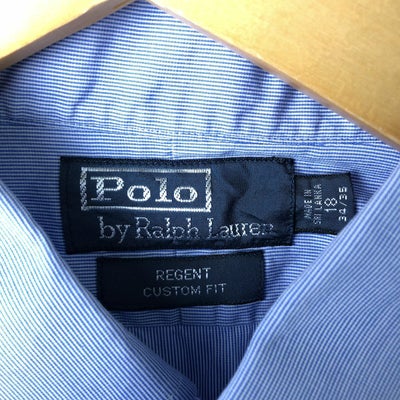 Polo
by Ralph Lauren
REGENT
CUSTOM FIT
MADE IN
SRI LANKA
18
34/35